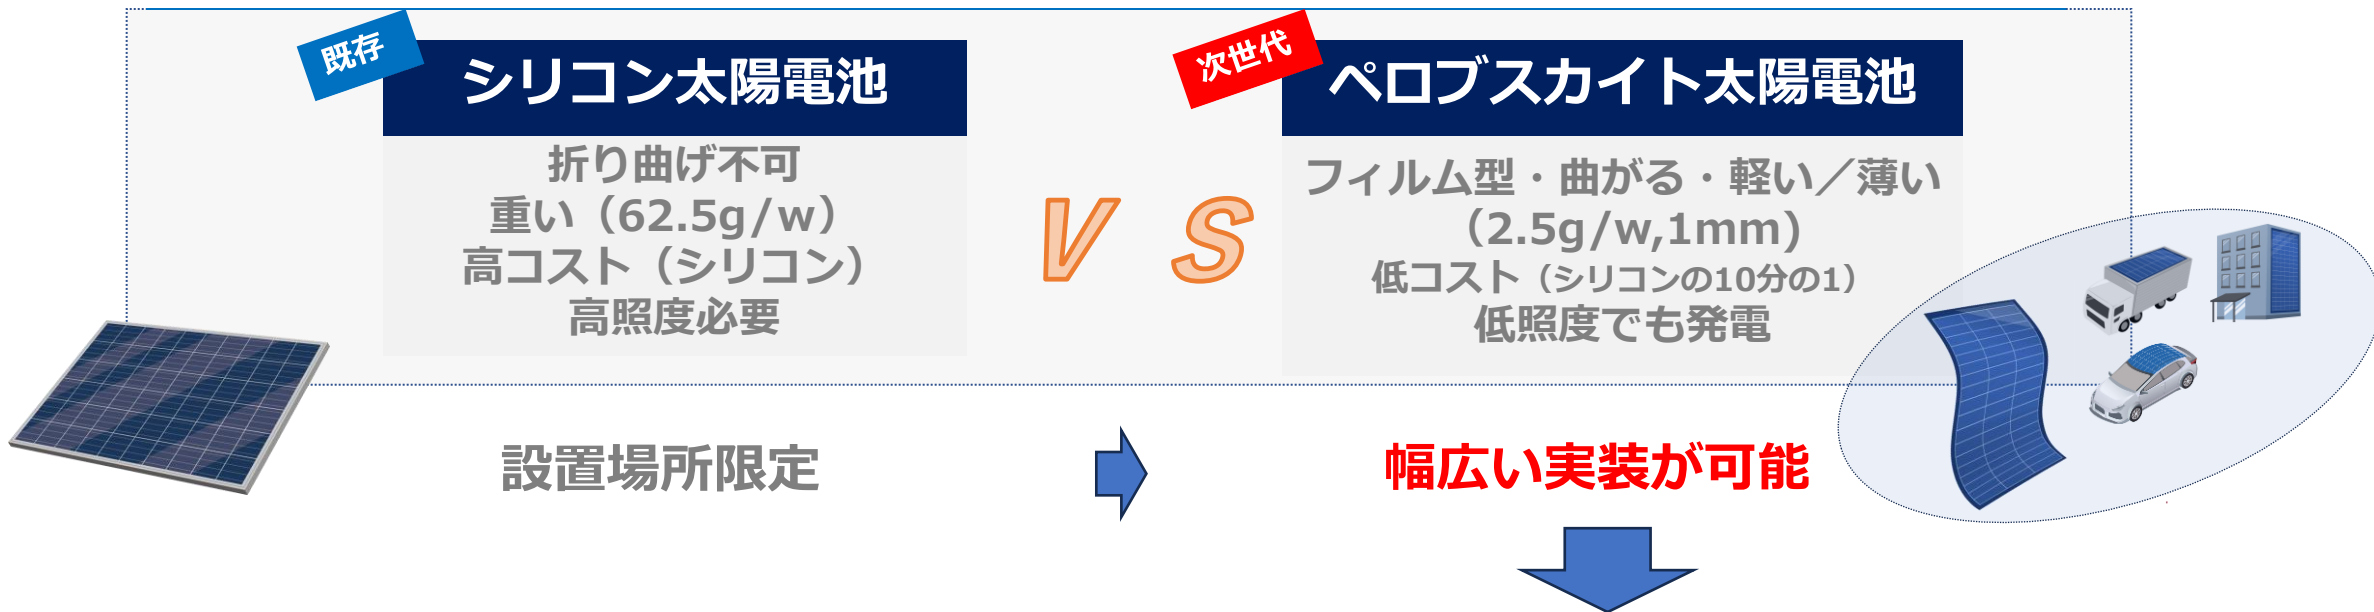 既存
シリコン太陽電池
折り曲げ不可
重い（62.5g/w）
高コスト（シリコン）
高照度必要
V S
次世代
ペロブスカイト太陽電池
フィルム型・曲がる・軽い／薄い
（2.5g/w,1mm)
低コスト（シリコンの10分の1）
低照度でも発電
設置場所限定
幅広い実装が可能